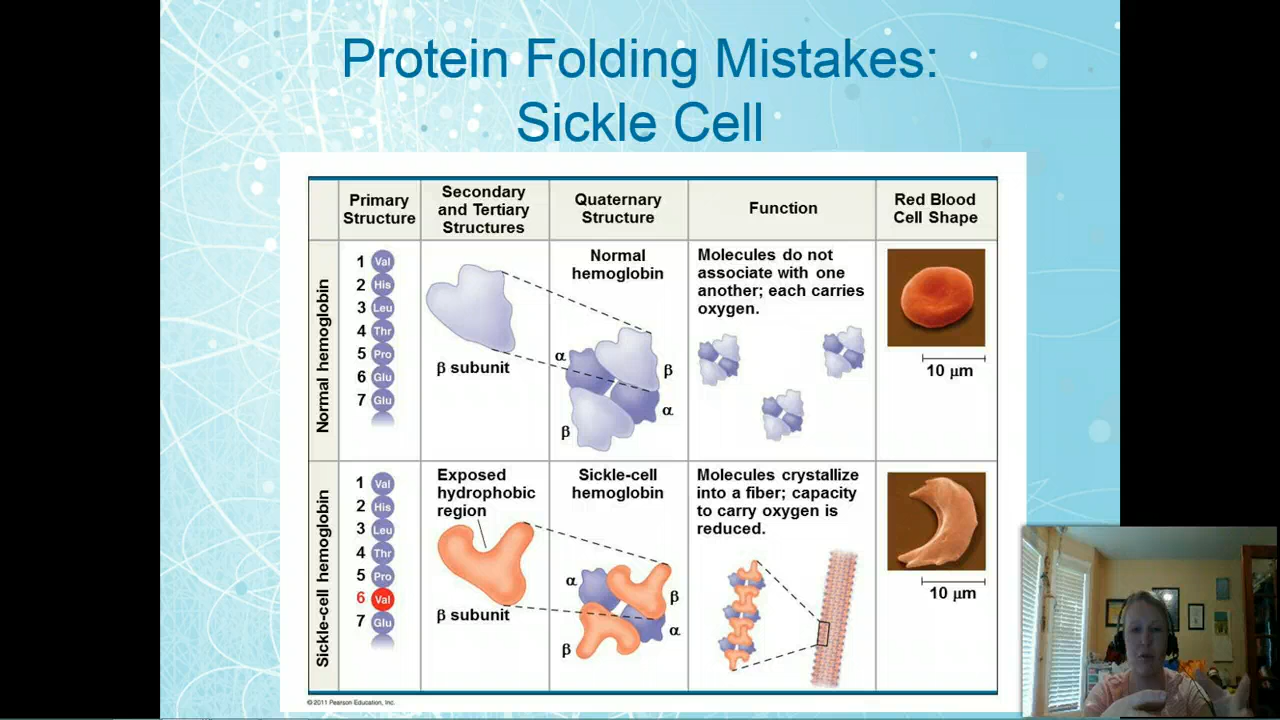 Protein Folding Mistakes:
Sickle Cell
Primary
Structure
Secondary
and Tertiary
Structures
Quaternary
Structure
Function
Red Blood
Cell Shape
Normal hemoglobin
1 Val
2 His
3 Leu
4 Thr
5 Pro
6 Glu
7 Glu
β subunit
Normal
hemoglobin
α
β
α
β
Molecules do not
associate with one
another; each carries
oxygen.
10 μm
Sickle-cell hemoglobin
1 Val
2 His
3 Leu
4 Thr
5 Pro
6 Val
7 Glu
Exposed
hydrophobic
region
β subunit
Sickle-cell
hemoglobin
α
β
α
β
Molecules crystallize
into a fiber; capacity
to carry oxygen is
reduced.
10 μm
© 2011 Pearson Education, Inc.